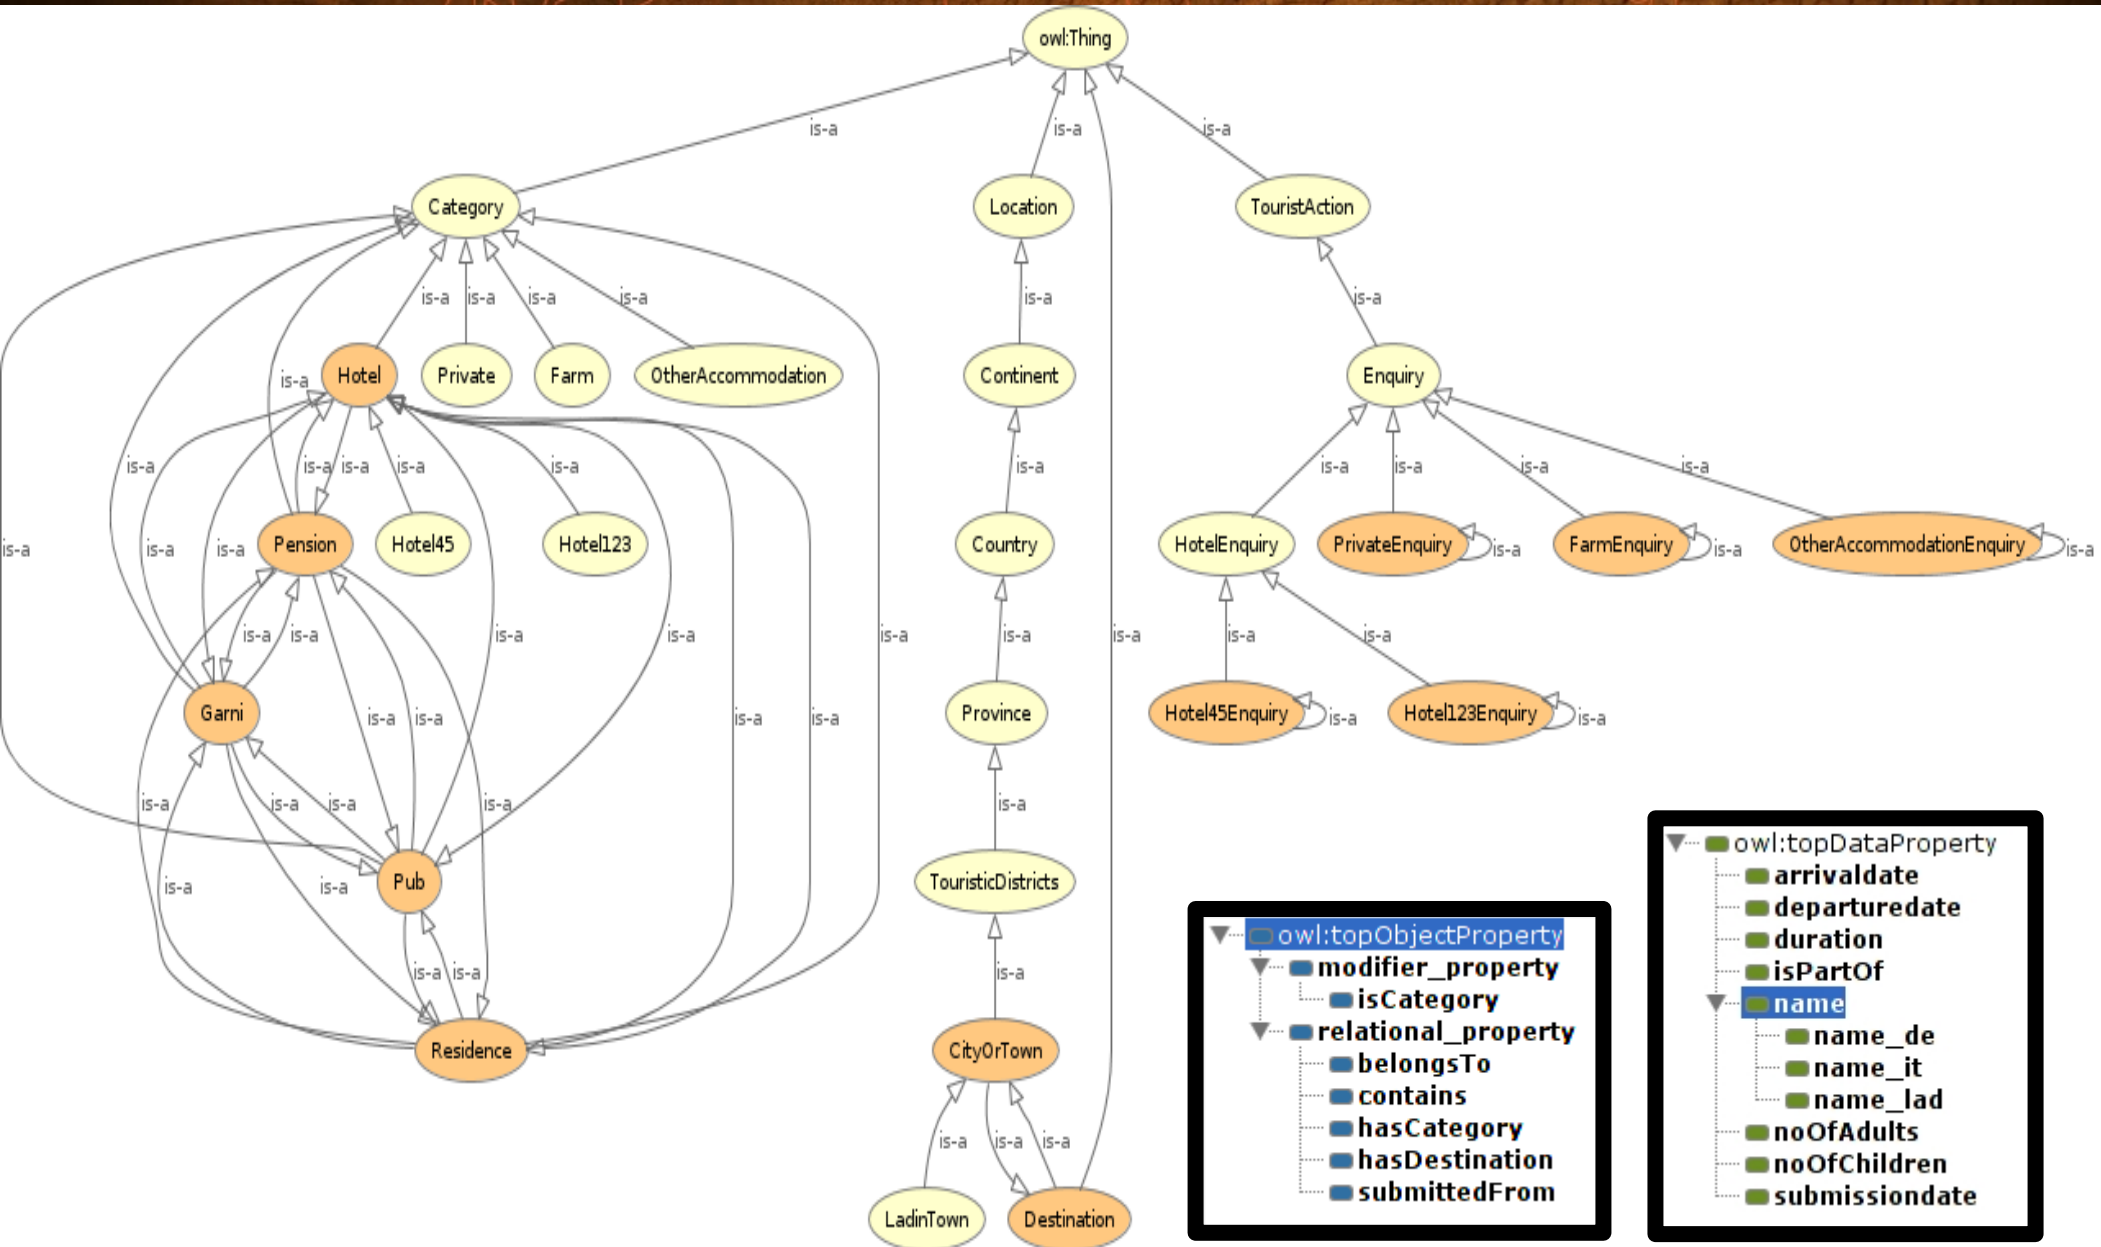 owl:Thing
is-a
is-a
is-a
Category
Location
TouristAction
is-a
is-a
is-a
is-a
is-a
is-a
Hotel
Private
Farm
OtherAccommodation
Continent
Enquiry
is-a
is-a
is-a
is-a
is-a
is-a
is-a
is-a
is-a
is-a
is-a
Pension
Hotel45
Hotel123
Country
HotelEnquiry
PrivateEnquiry
is-a
FarmEnquiry
is-a
OtherAccommodationEnquiry
is-a
is-a
is-a
is-a
is-a
is-a
is-a
is-a
is-a
is-a
is-a
is-a
is-a
Garni
is-a
is-a
is-a
is-a
Province
Hotel45Enquiry
is-a
Hotel123Enquiry
is-a
is-a
is-a
is-a
is-a
is-a
Pub
is-a
is-a
TouristicDistricts
is-a
is-a
is-a
Residence
CityOrTown
is-a
is-a
is-a
LadinTown
Destination
owl:topObjectProperty
modifier_property
isCategory
relational_property
belongsTo
contains
hasCategory
hasDestination
submittedFrom
owl:topDataProperty
arrivaldate
departuredate
duration
isPartOf
name
name_de
name_it
name_lad
noOfAdults
noOfChildren
submissiondate